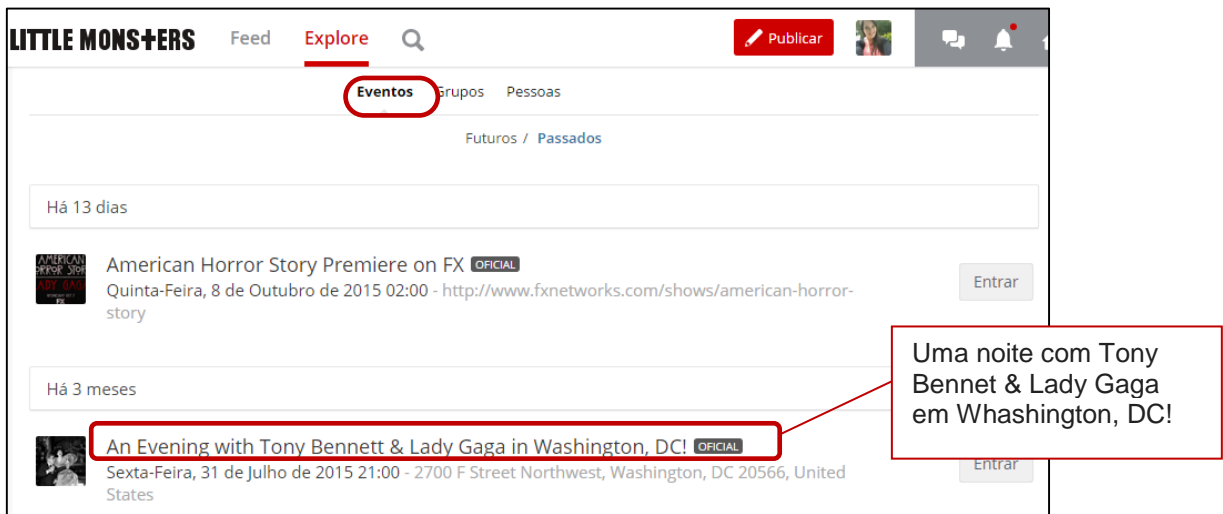 LITTLE MONSTERS Feed Explore Publicar
Eventos Grupos Pessoas
Futuros / Passados
Há 13 dias
American Horror Story Premiere on FX OFICIAL
Quinta-Feira, 8 de Outubro de 2015 02:00 - http://www.fxnetworks.com/shows/american-horror-
story
Entrar
Há 3 meses
An Evening with Tony Bennett & Lady Gaga in Washington, DC! OFICIAL
Sexta-Feira, 31 de Julho de 2015 21:00 - 2700 F Street Northwest, Washington, DC 20566, United
States
Entrar
Uma noite com Tony
Bennet & Lady Gaga
em Whashington, DC!